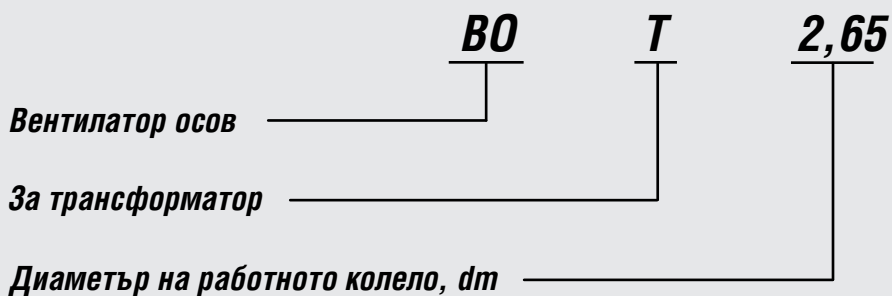 ВО Т 2,65
Вентилатор осов
За трансформатор
Диаметър на работното колело, dm